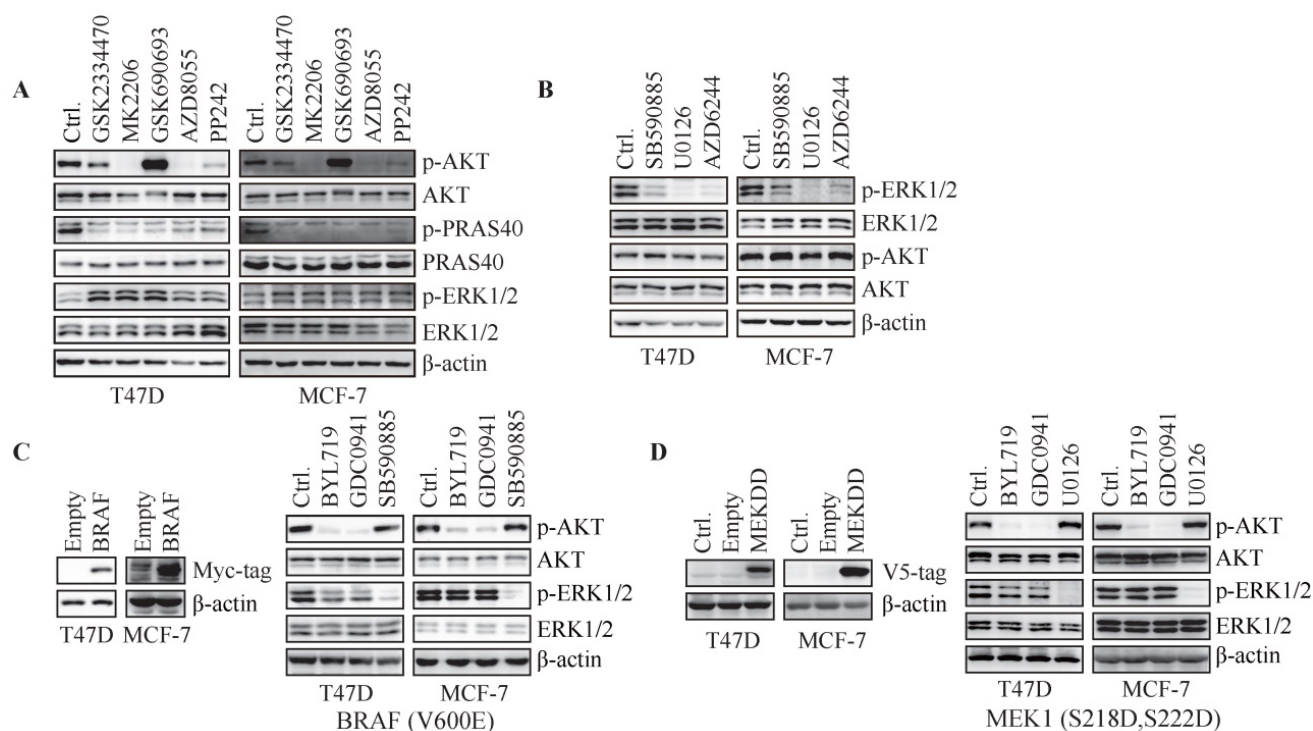 A
Ctrl.
GSK2334470
MK2206
GSK690693
AZD8055
PP242
Ctrl.
GSK2334470
MK2206
GSK690693
AZD8055
PP242
p-AKT
AKT
p-PRAS40
PRAS40
p-ERK1/2
ERK1/2
β-actin
T47D
MCF-7
B
Ctrl.
SB590885
U0126
AZD6244
Ctrl.
SB590885
U0126
AZD6244
p-ERK1/2
ERK1/2
p-AKT
AKT
β-actin
T47D
MCF-7
C
Empty
BRAF
Empty
BRAF
Myc-tag
β-actin
T47D
MCF-7
Ctrl.
BYL719
GDC0941
SB590885
Ctrl.
BYL719
GDC0941
SB590885
p-AKT
AKT
p-ERK1/2
ERK1/2
β-actin
T47D
MCF-7
BRAF (V600E)
D
Ctrl.
Empty
MEKDD
Ctrl.
Empty
MEKDD
V5-tag
β-actin
T47D
MCF-7
Ctrl.
BYL719
GDC0941
U0126
Ctrl.
BYL719
GDC0941
U0126
p-AKT
AKT
p-ERK1/2
ERK1/2
β-actin
T47D
MCF-7
MEK1 (S218D,S222D)